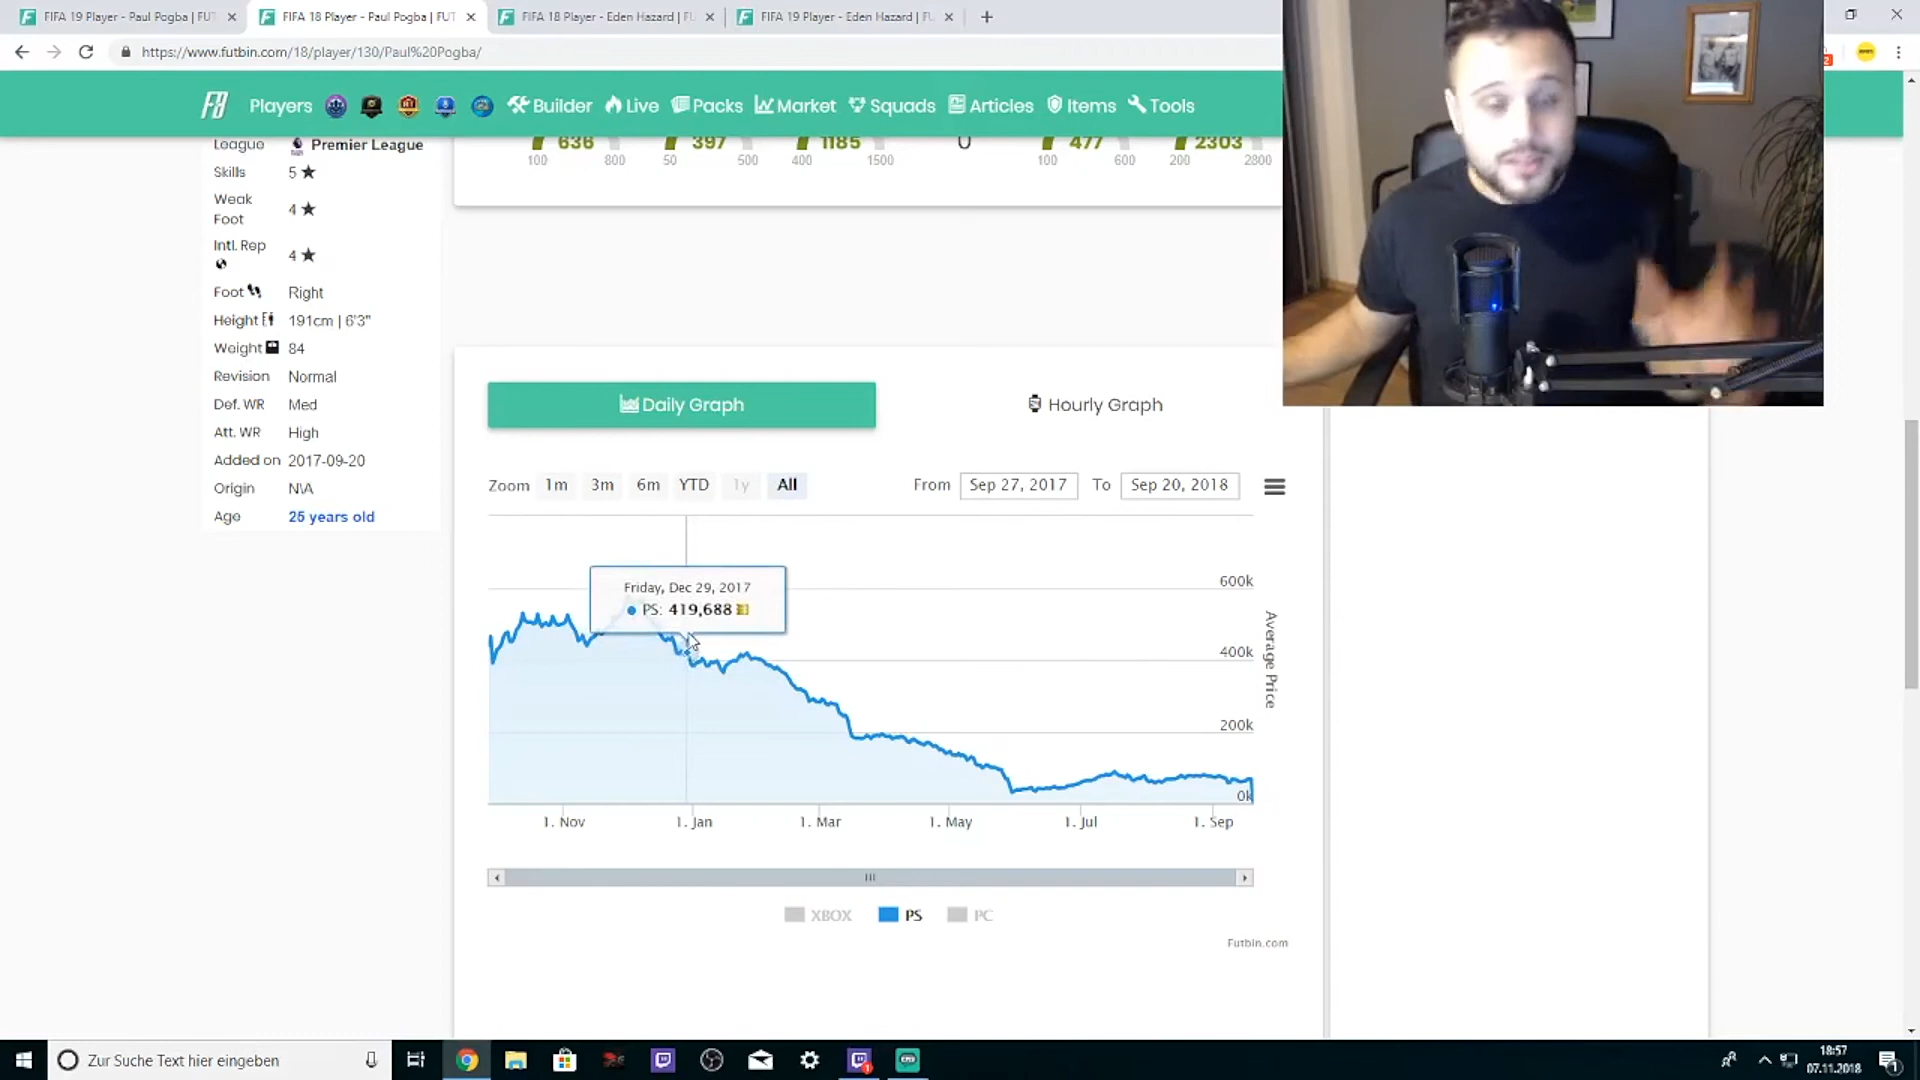 FIFA 19 Player - Paul Pogba | FUT
FIFA 18 Player - Paul Pogba | FUT
FIFA 18 Player - Eden Hazard | FU
FIFA 19 Player - Eden Hazard | FU
https://www.futbin.com/18/player/130/Paul%20Pogba/
Players Builder Live Packs Market Squads Articles Items Tools
League Premier League
636 397 1185 0 477 2303
100 800 50 500 400 1500 100 600 200 2800
Skills 5
Weak Foot 4
Intl. Rep 4
Foot Right
Height 191cm | 6'3"
Weight 84
Revision Normal
Def. WR Med
Att. WR High
Added on 2017-09-20
Origin N\A
Age 25 years old
Daily Graph
Hourly Graph
Zoom 1m 3m 6m YTD 1y All
From Sep 27, 2017 To Sep 20, 2018
Friday, Dec 29, 2017
PS: 419,688
600k
400k
200k
0k
Average Price
1. Nov 1. Jan 1. Mar 1. May 1. Jul 1. Sep
XBOX PS PC
Futbin.com
Zur Suche Text hier eingeben
18:57
07.11.2018